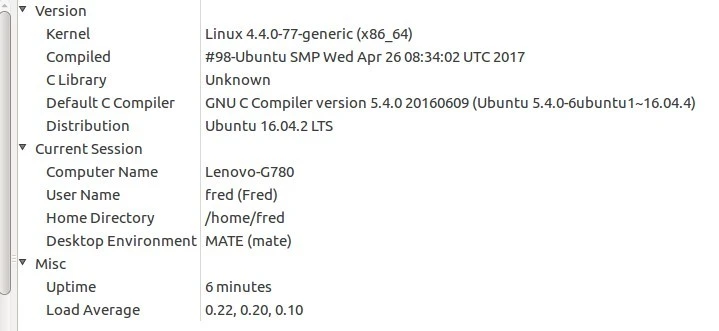 Version
Kernel Linux 4.4.0-77-generic (x86_64)
Compiled #98-Ubuntu SMP Wed Apr 26 08:34:02 UTC 2017
C Library Unknown
Default C Compiler GNU C Compiler version 5.4.0 20160609 (Ubuntu 5.4.0-6ubuntu1~16.04.4)
Distribution Ubuntu 16.04.2 LTS
Current Session
Computer Name Lenovo-G780
User Name fred (Fred)
Home Directory /home/fred
Desktop Environment MATE (mate)
Misc
Uptime 6 minutes
Load Average 0.22, 0.20, 0.10